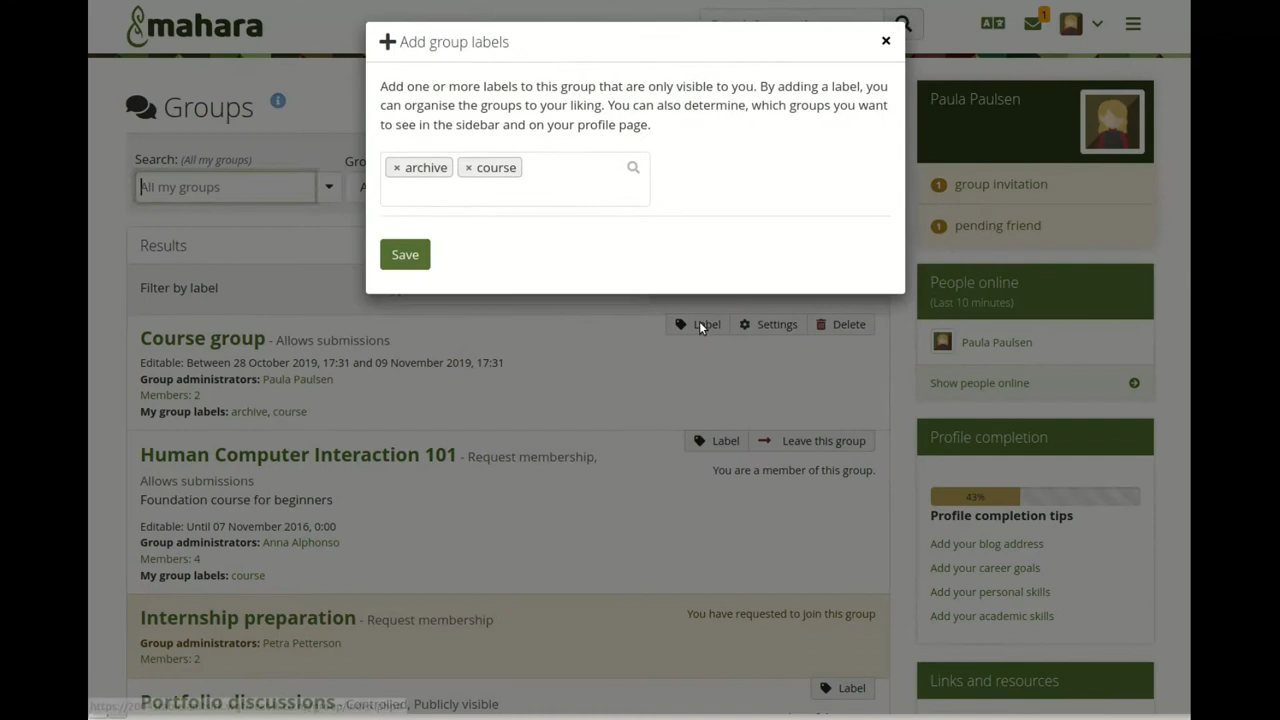 mahara
1
Add group labels
×
Add one or more labels to this group that are only visible to you. By adding a label, you
can organise the groups to your liking. You can also determine, which groups you want
to see in the sidebar and on your profile page.
× archive × course
Save
Groups
Search: (All my groups)
All my groups
Results
Filter by label
Label Settings Delete
Course group - Allows submissions
Editable: Between 28 October 2019, 17:31 and 09 November 2019, 17:31
Group administrators: Paula Paulsen
Members: 2
My group labels: archive, course
Label Leave this group
Human Computer Interaction 101 - Request membership,
Allows submissions
You are a member of this group.
Foundation course for beginners
Editable: Until 07 November 2016, 0:00
Group administrators: Anna Alphonso
Members: 4
My group labels: course
Internship preparation - Request membership
You have requested to join this group
Group administrators: Petra Petterson
Members: 2
Label
Portfolio discussions - Controlled, Publicly visible
Paula Paulsen
1 group invitation
1 pending friend
People online
(Last 10 minutes)
Paula Paulsen
Show people online
Profile completion
43%
Profile completion tips
Add your blog address
Add your career goals
Add your personal skills
Add your academic skills
Links and resources